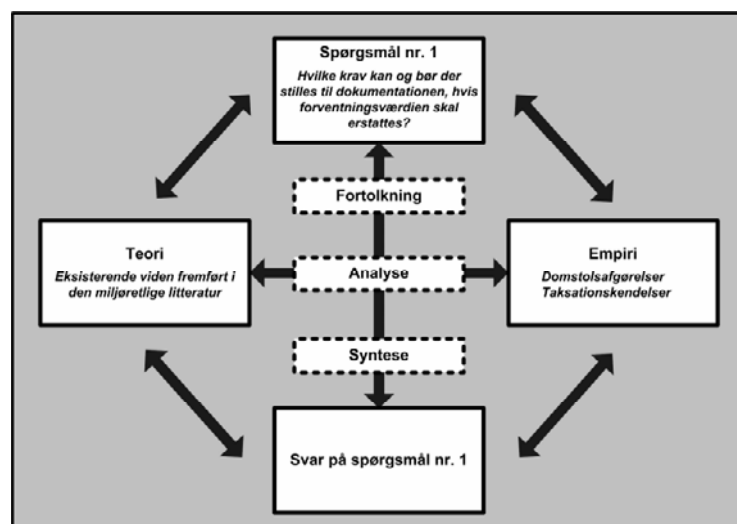 Spørgsmål nr. 1
Hvilke krav kan og bør der
stilles til dokumentationen, hvis
forventningsværdien skal
erstattes?
Fortolkning
Teori
Eksisterende viden fremført i
den miljøretlige litteratur
Analyse
Empiri
Domstolsafgørelser
Taksationskendelser
Syntese
Svar på spørgsmål nr. 1